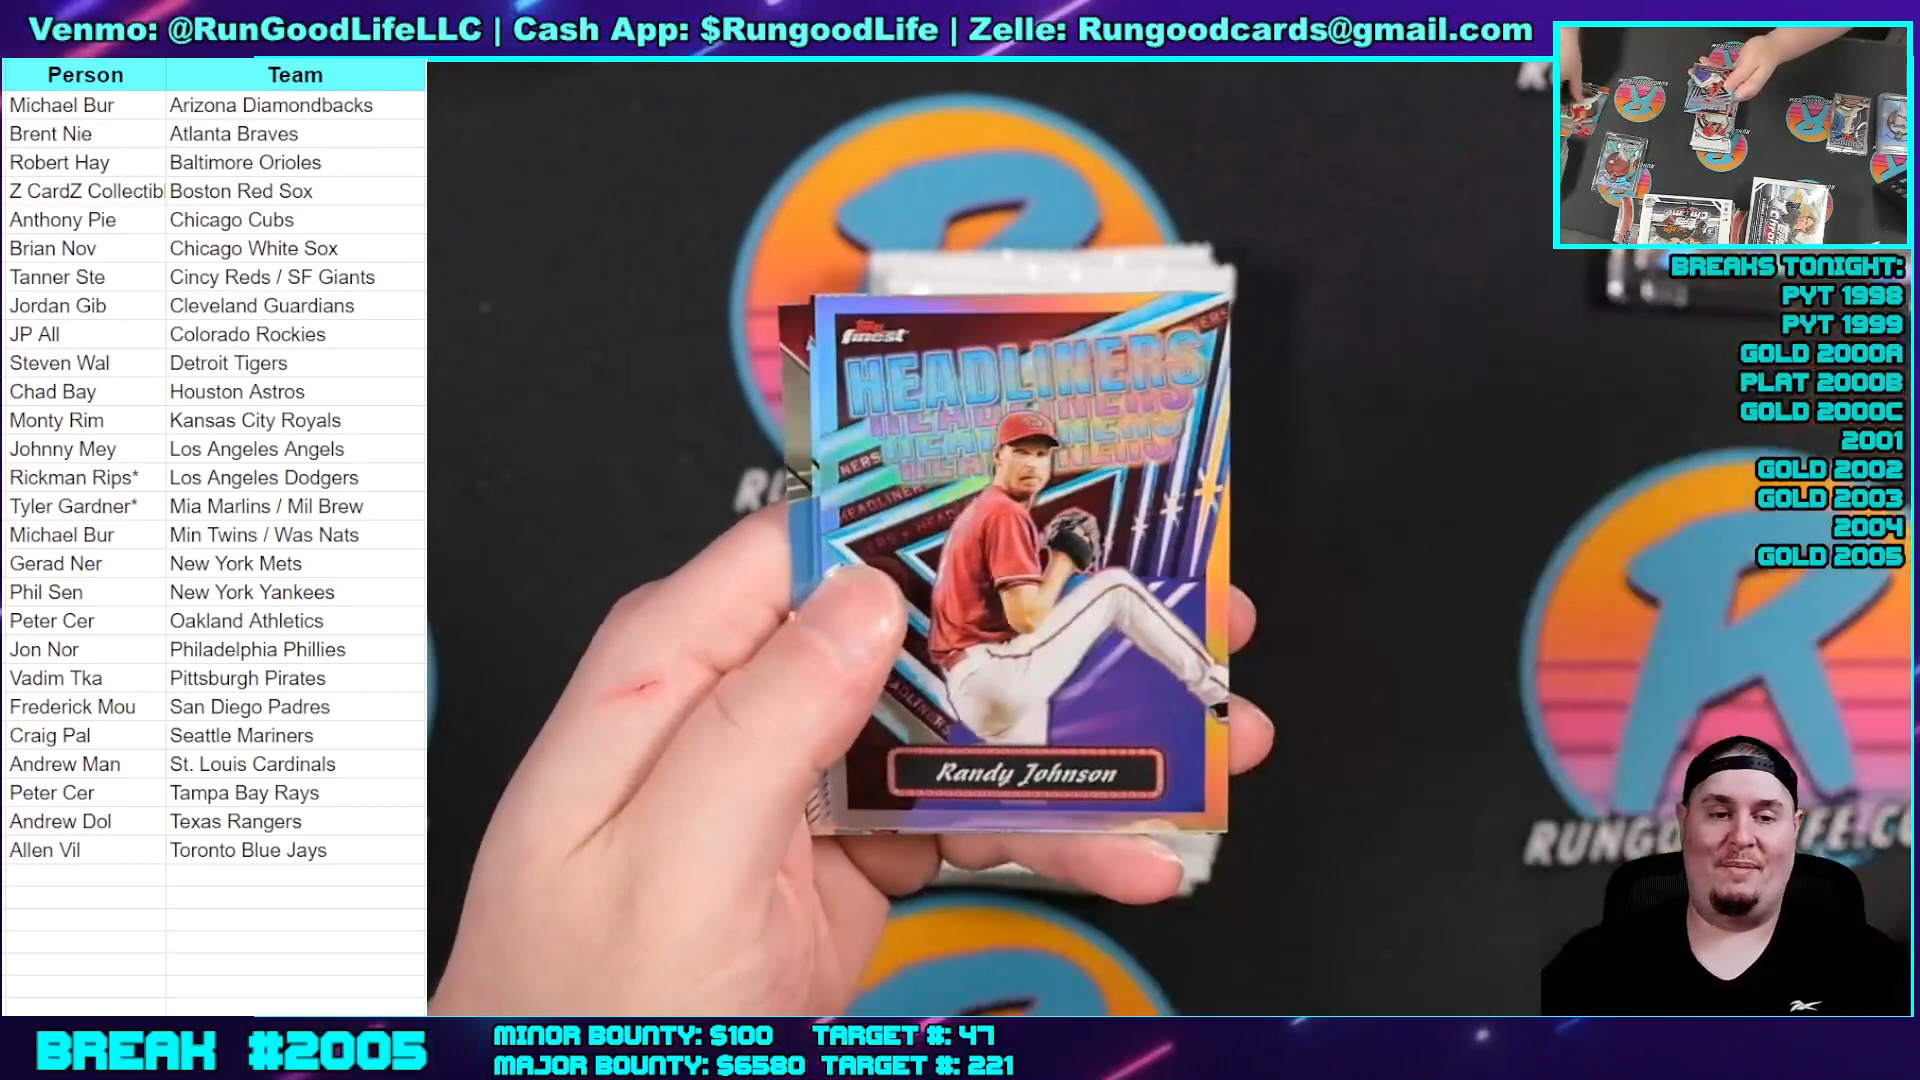 Venmo: @RunGoodLifeLLC | Cash App: $RungoodLife | Zelle: Rungoodcards@gmail.com
Person Team
Michael Bur Arizona Diamondbacks
Brent Nie Atlanta Braves
Robert Hay Baltimore Orioles
Z CardZ Collectibl Boston Red Sox
Anthony Pie Chicago Cubs
Brian Nov Chicago White Sox
Tanner Ste Cincy Reds / SF Giants
Jordan Gib Cleveland Guardians
JP All Colorado Rockies
Steven Wal Detroit Tigers
Chad Bay Houston Astros
Monty Rim Kansas City Royals
Johnny Mey Los Angeles Angels
Rickman Rips* Los Angeles Dodgers
Tyler Gardner* Mia Marlins / Mil Brew
Michael Bur Min Twins / Was Nats
Gerad Ner New York Mets
Phil Sen New York Yankees
Peter Cer Oakland Athletics
Jon Nor Philadelphia Phillies
Vadim Tka Pittsburgh Pirates
Frederick Mou San Diego Padres
Craig Pal Seattle Mariners
Andrew Man St. Louis Cardinals
Peter Cer Tampa Bay Rays
Andrew Dol Texas Rangers
Allen Vil Toronto Blue Jays
Topps
finest
HEADLINERS
Randy Johnson
BREAKS TONIGHT:
PYT 1998
PYT 1999
GOLD 2000A
PLAT 2000B
GOLD 2000C
2001
GOLD 2002
GOLD 2003
2004
GOLD 2005
BREAK #2005
MINOR BOUNTY: $100 TARGET #: 47
MAJOR BOUNTY: $6580 TARGET #: 221